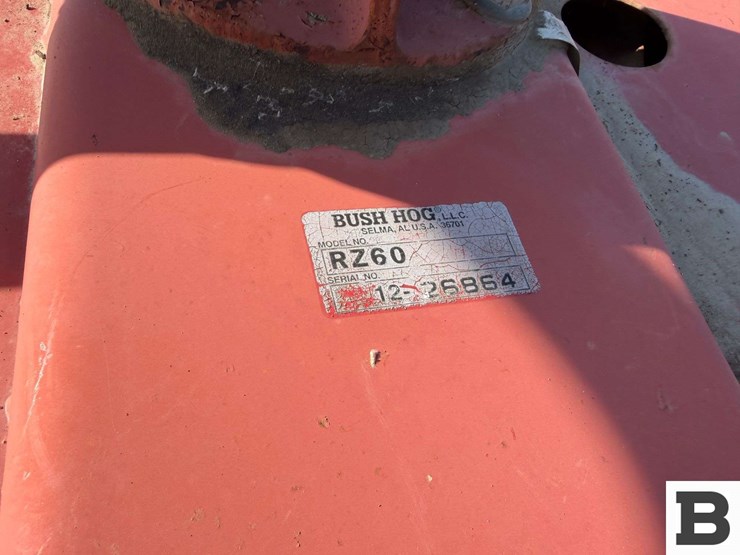 BUSH HOG® L.L.C.
SELMA, AL U.S.A. 36701
MODEL NO.
RZ60
SERIAL NO.
12-26864
B